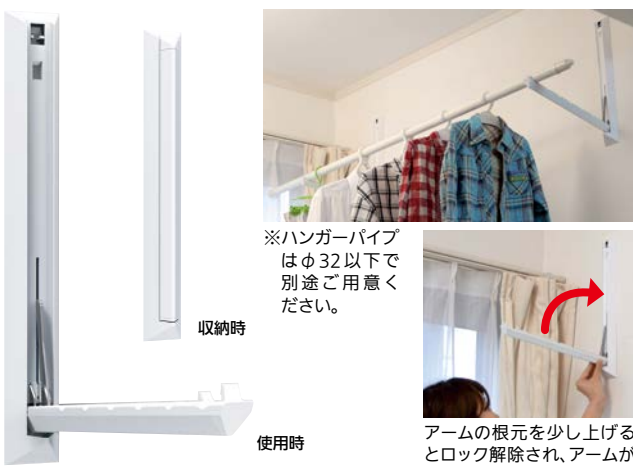 収納時
使用時
※ハンガーパイプ
はφ32以下で
別途ご用意く
ださい。
アームの根元を少し上げる
とロック解除され、アームが